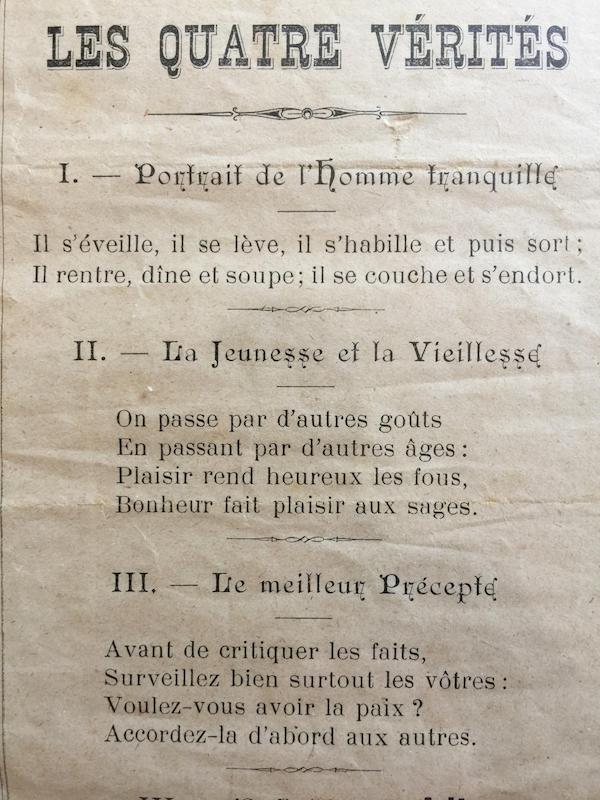 LES QUATRE VÉRITÉS
I. — Portrait de l'Homme tranquille
Il s'éveille, il se lève, il s'habille et puis sort ;
Il rentre, dîne et soupe ; il se couche et s'endort.
II. — La Jeunesse et la Vieillesse
On passe par d'autres goûts
En passant par d'autres âges :
Plaisir rend heureux les fous,
Bonheur fait plaisir aux sages.
III. — Le meilleur Précepte
Avant de critiquer les faits,
Surveillez bien surtout les vôtres :
Voulez-vous avoir la paix ?
Accordez-la d'abord aux autres.